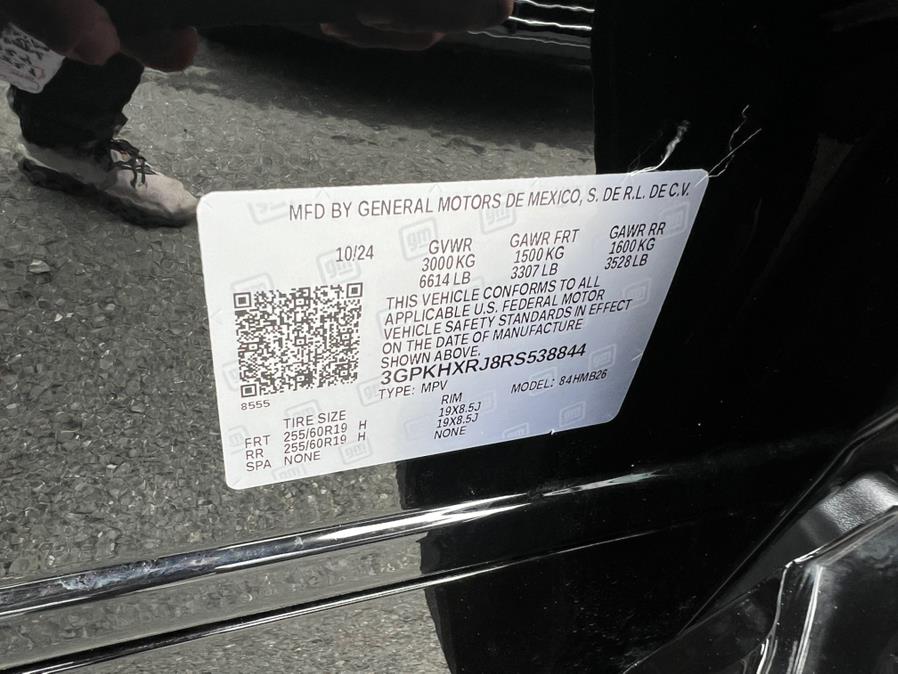 MFD BY GENERAL MOTORS DE MEXICO, S. DE R.L. DE C.V.
10/24 GVWR GAWR FRT GAWR RR
3000 KG 1500 KG 1600 KG
6614 LB 3307 LB 3528 LB
THIS VEHICLE CONFORMS TO ALL
APPLICABLE U.S. FEDERAL MOTOR
VEHICLE SAFETY STANDARDS IN EFFECT
ON THE DATE OF MANUFACTURE
SHOWN ABOVE.
3GPKHXRJ8RS538844
TYPE: MPV MODEL: 84HMB26
8555
TIRE SIZE RIM
FRT 255/60R19 H 19X8.5J
RR 255/60R19 H 19X8.5J
SPA NONE NONE
gm